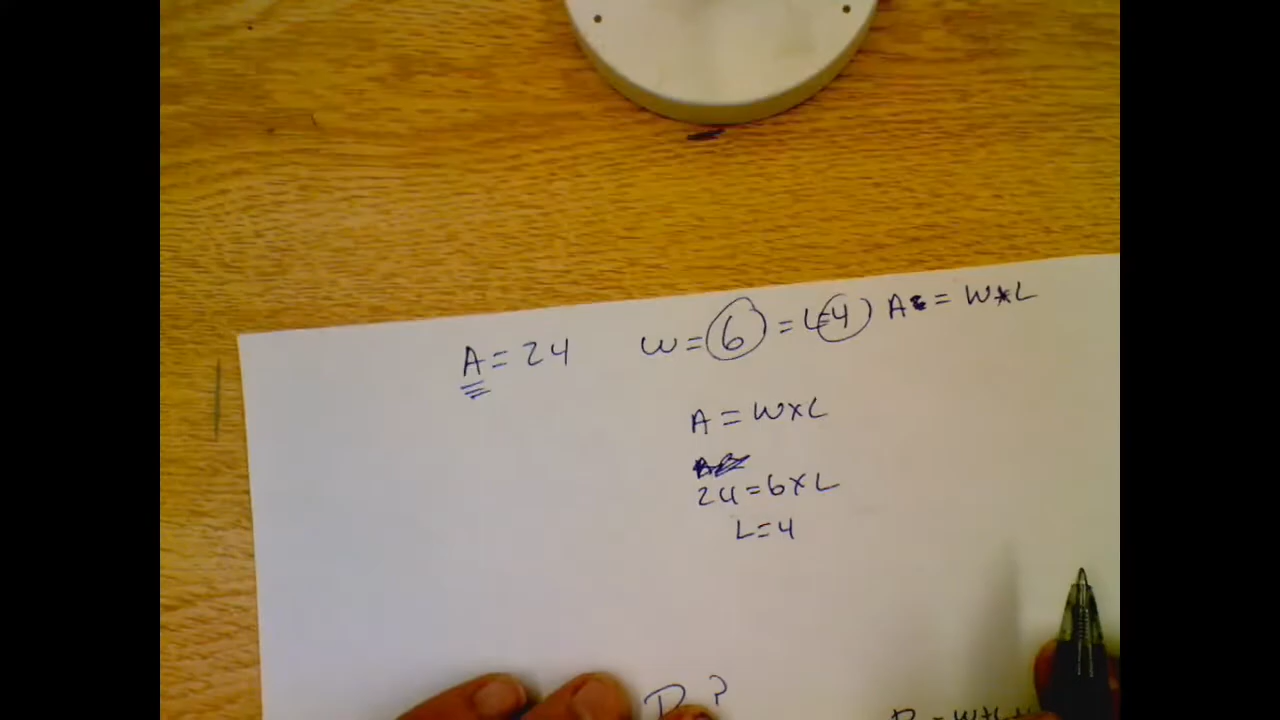 A = 24 W = 6 = L=4 A = W*L
A = W×L
24 = 6×L
L = 4
P?